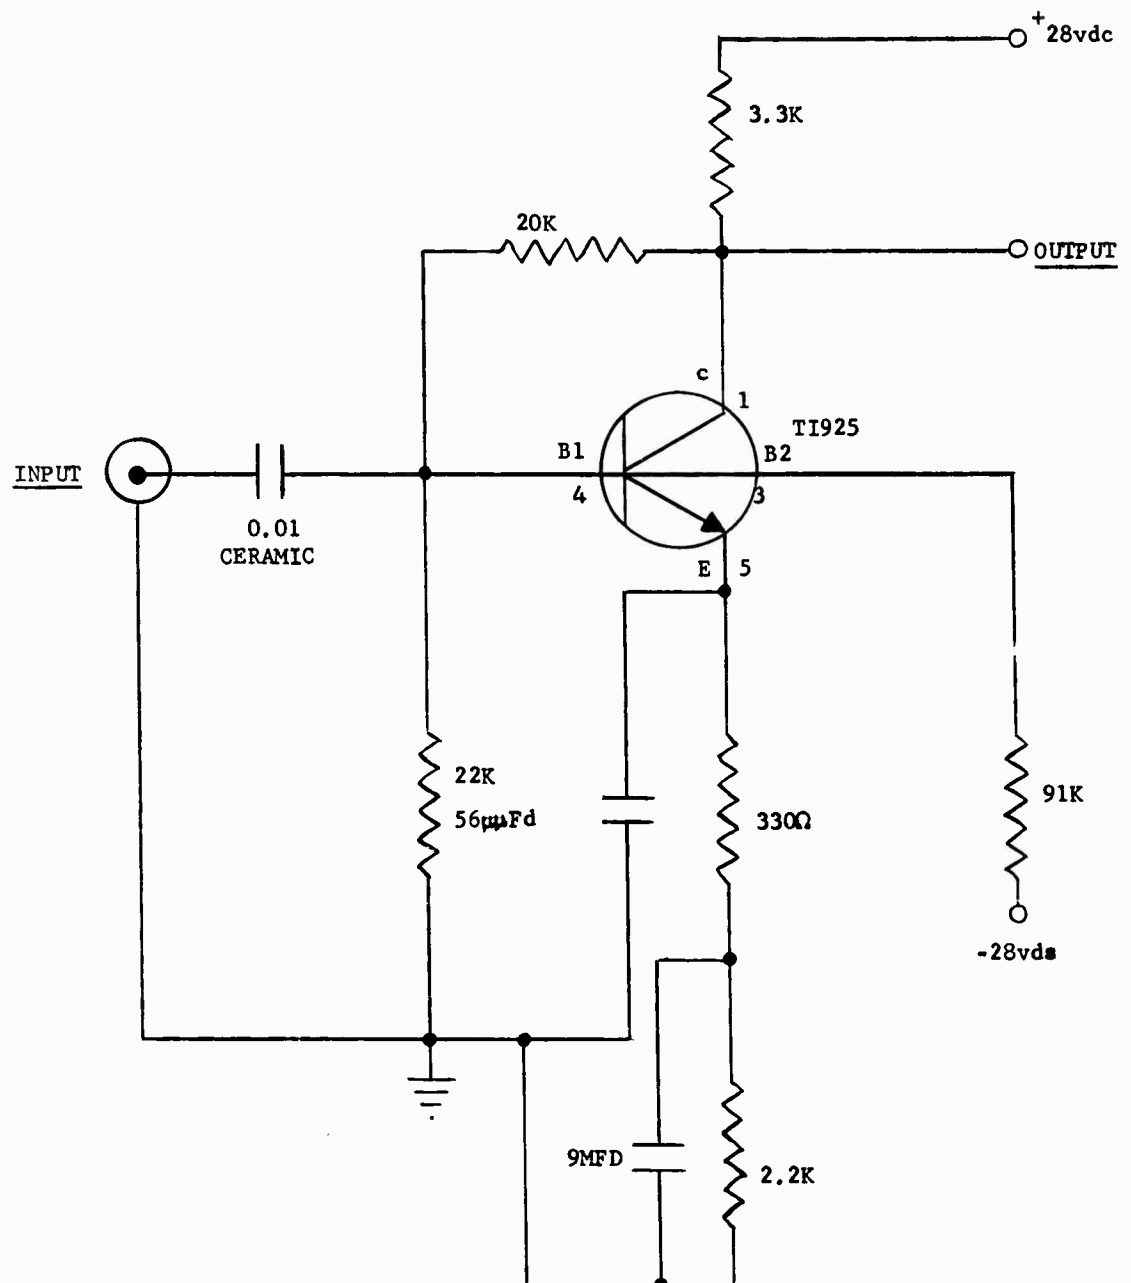 +
28vdc
3.3K
20K
OUTPUT
c
1
TI925
B1
B2
INPUT
4
3
0.01
CERAMIC
E 5
22K
56µµFd
330Ω
91K
-28vds
9MFD
2.2K